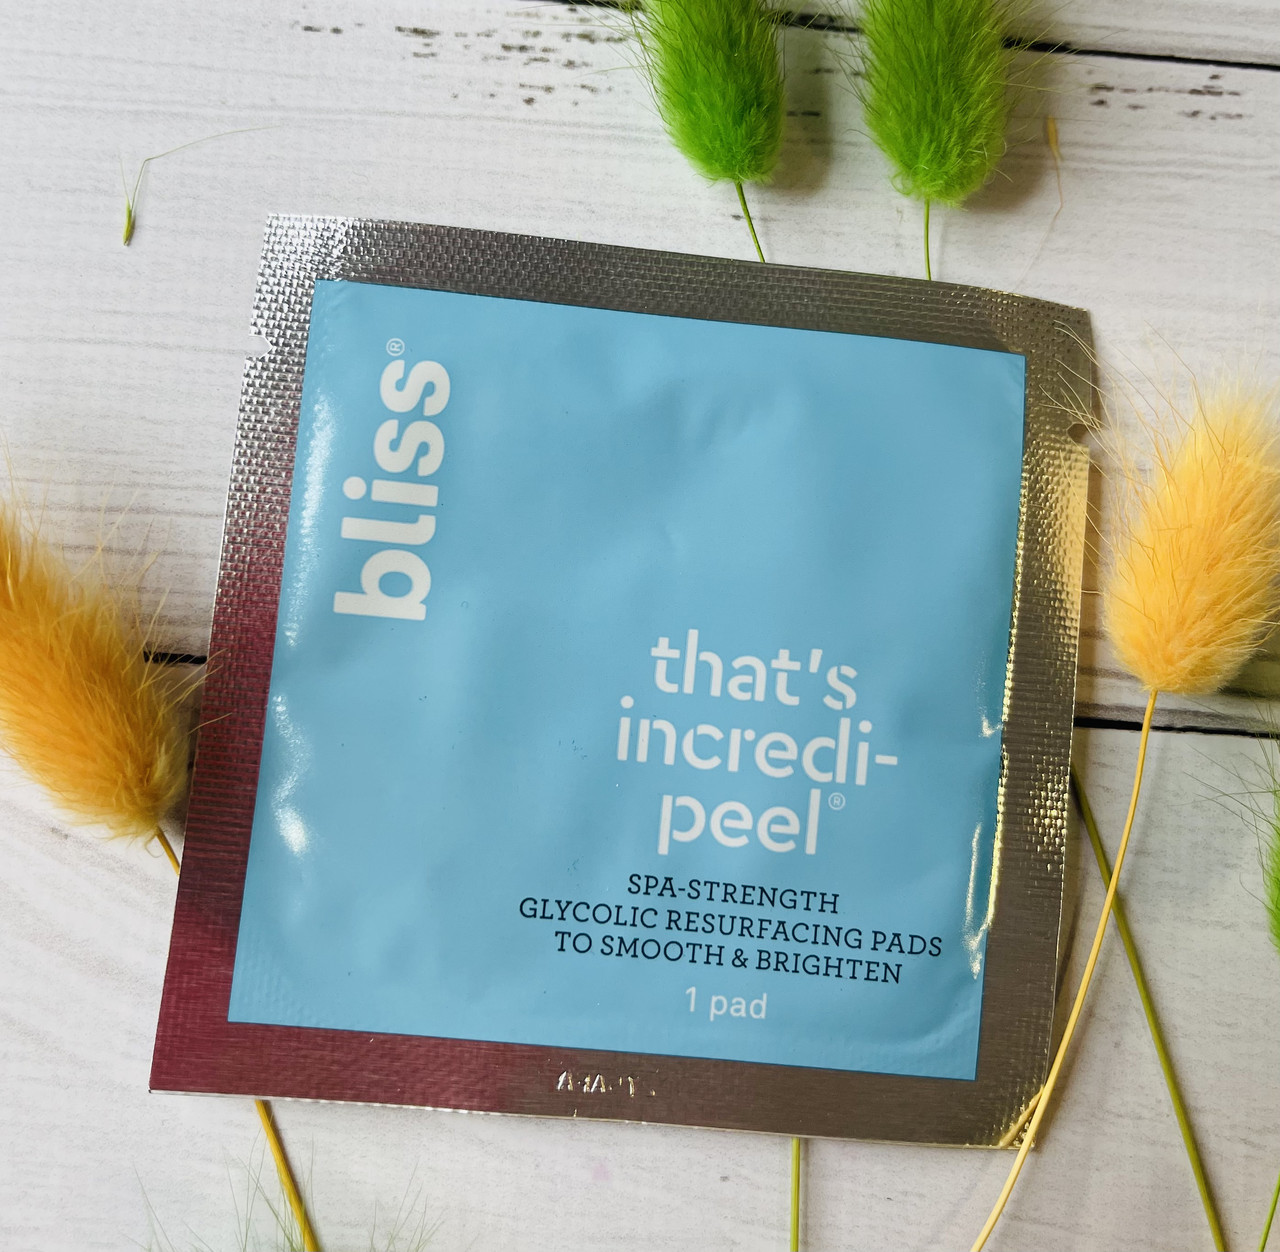 bliss®
that's
incredi-
peel®
SPA-STRENGTH
GLYCOLIC RESURFACING PADS
TO SMOOTH & BRIGHTEN
1 pad